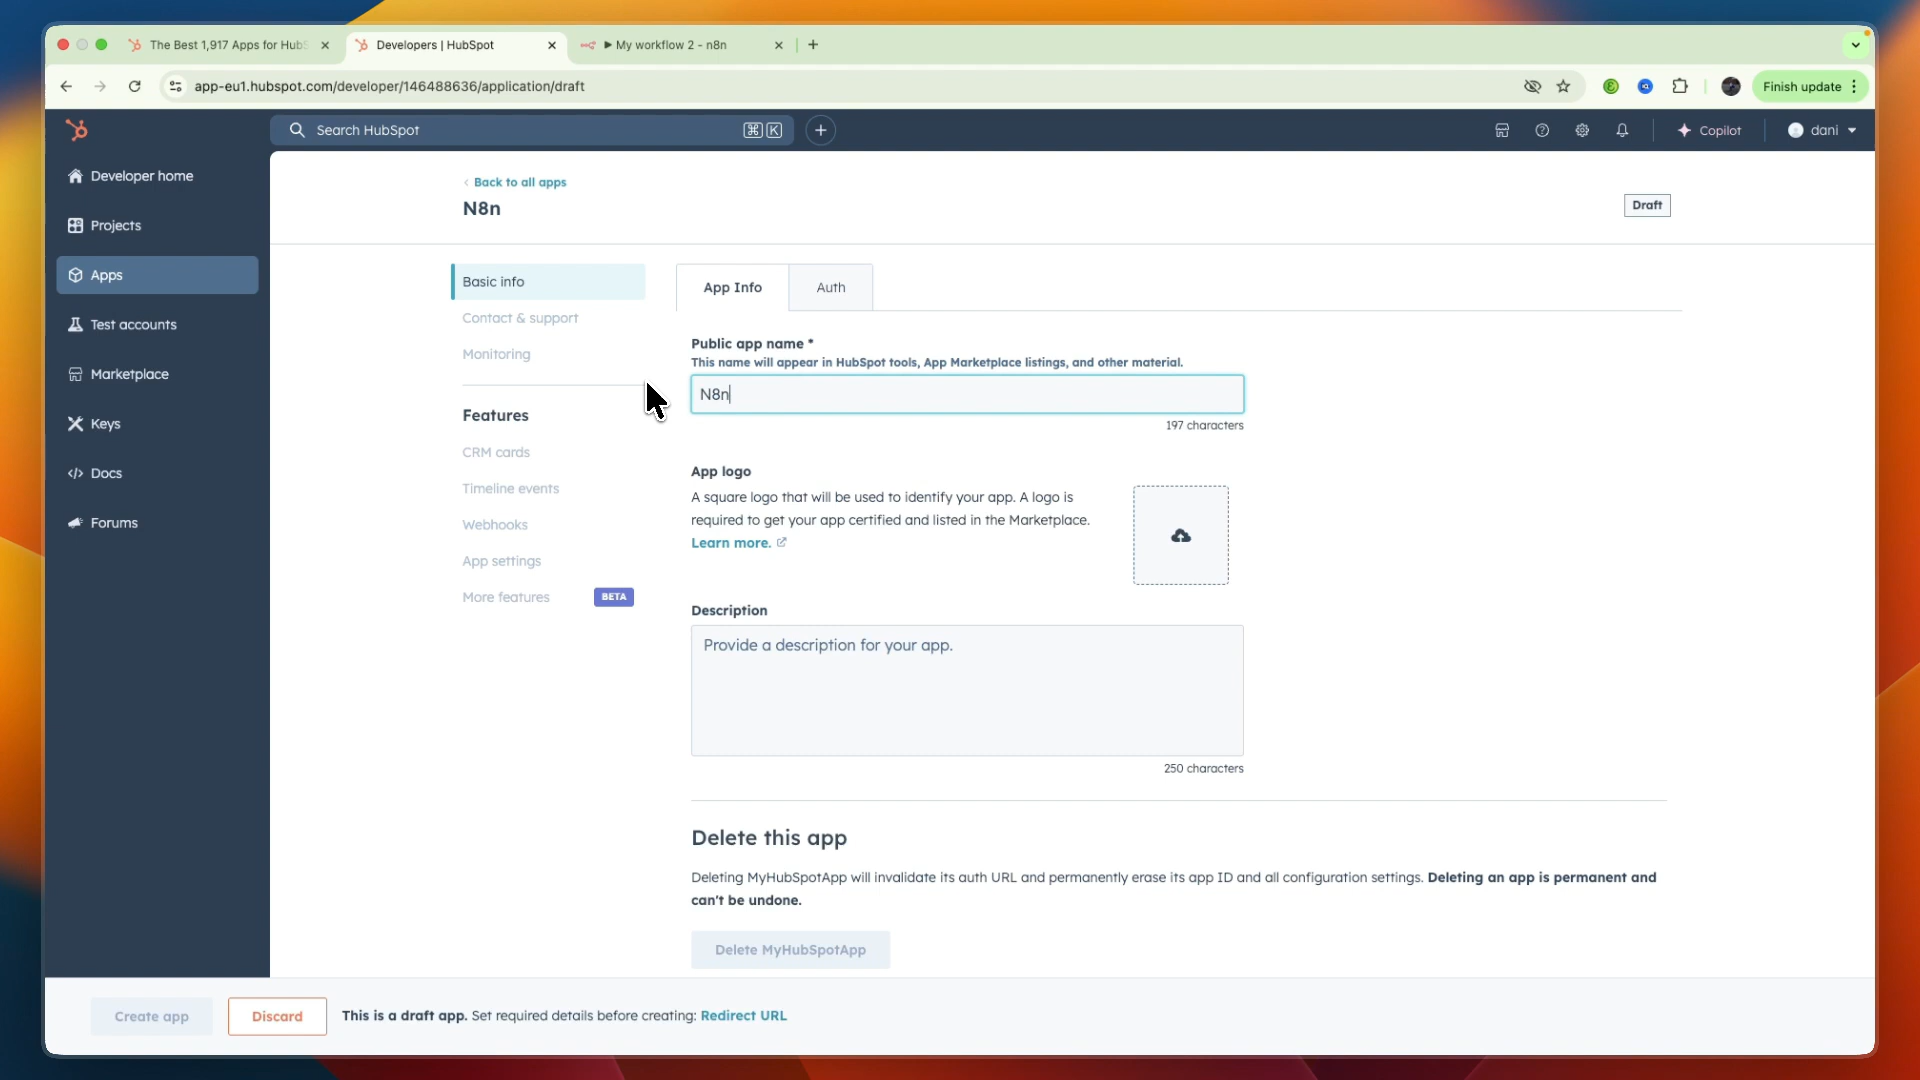 The Best 1,917 Apps for HubS
Developers | HubSpot
My workflow 2 - n8n
app-eu1.hubspot.com/developer/146488636/application/draft
Finish update
Search HubSpot
⌘ K
Copilot
dani
Developer home
Projects
Apps
Test accounts
Marketplace
Keys
Docs
Forums
Back to all apps
N8n
Draft
Basic info
Contact & support
Monitoring
Features
CRM cards
Timeline events
Webhooks
App settings
More features
BETA
App Info
Auth
Public app name *
This name will appear in HubSpot tools, App Marketplace listings, and other material.
N8n
197 characters
App logo
A square logo that will be used to identify your app. A logo is
required to get your app certified and listed in the Marketplace.
Learn more.
Description
Provide a description for your app.
250 characters
Delete this app
Deleting MyHubSpotApp will invalidate its auth URL and permanently erase its app ID and all configuration settings. Deleting an app is permanent and
can't be undone.
Delete MyHubSpotApp
Create app
Discard
This is a draft app. Set required details before creating: Redirect URL